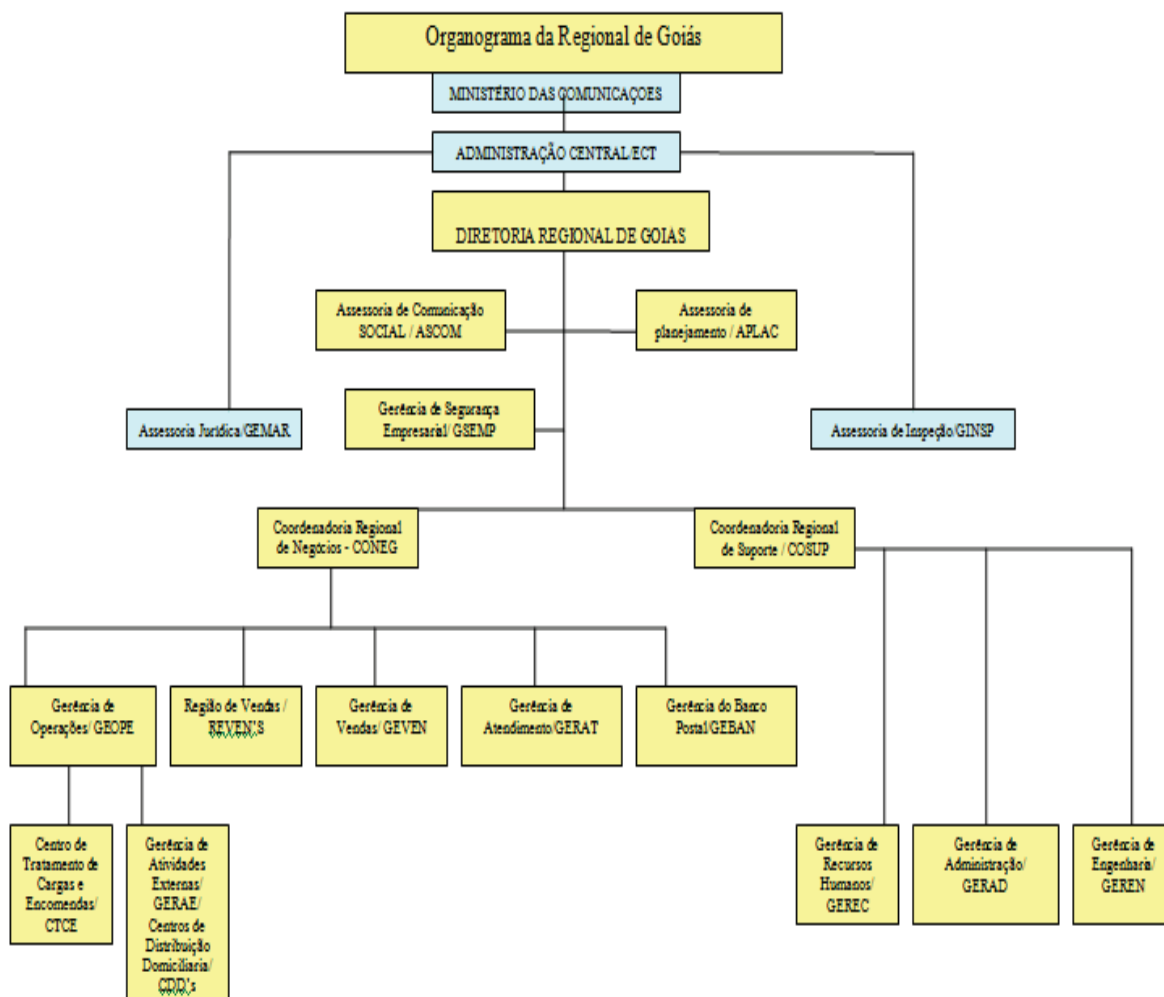 Organograma da Regional de Goiás
MINISTÉRIO DAS COMUNICAÇOES
ADMINISTRAÇÃO CENTRAL/ECT
DIRETORIA REGIONAL DE GOIAS
Assessoria de Comunicação
SOCIAL / ASCOM
Assessoria de
planejamento / APLAC
Gerência de Segurança
Empresarial/ GSEMP
Assessoria Jurídica/GEMAR
Assessoria de Inspeção/GINSP
Coordenadoria Regional
de Negócios - CONEG
Coordenadoria Regional
de Suporte / COSUP
Gerência de
Operações/ GEOPE
Região de Vendas /
REVEN'S
Gerência de
Vendas/ GEVEN
Gerência de
Atendimento/GERAT
Gerência do Banco
Postal/GEBAN
Centro de
Tratamento de
Cargas e
Encomendas/
CTCE
Gerência de
Atividades
Externas/
GERAE/
Centros de
Distribuição
Domiciliaria/
CDD's
Gerência de
Recursos
Humanos/
GEREC
Gerência de
Administração/
GERAD
Gerência de
Engenharia/
GEREN